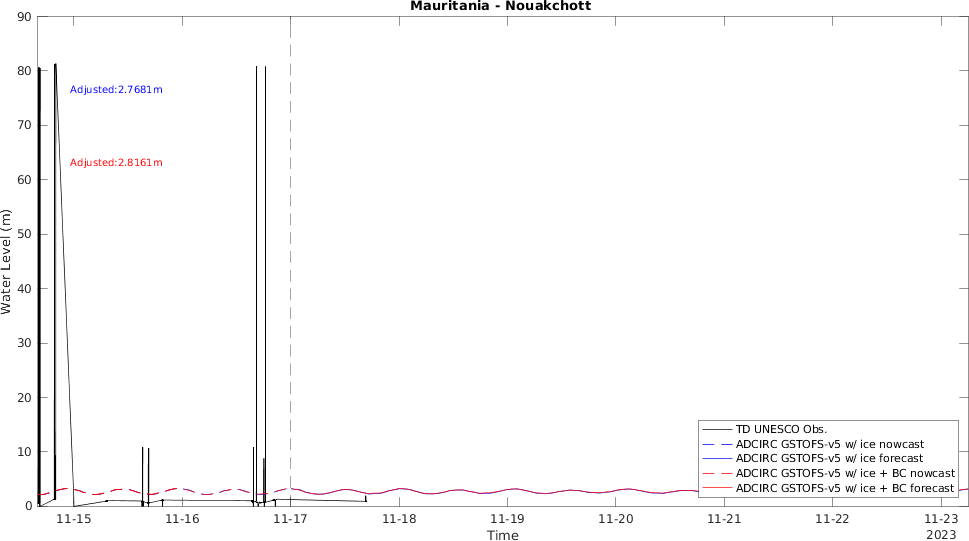 Mauritania - Nouakchott
90
80
70
60
50
40
30
20
10
0
Water Level (m)
Adjusted:2.7681m
Adjusted:2.8161m
TD UNESCO Obs.
ADCIRC GSTOFS-v5 w/ ice nowcast
ADCIRC GSTOFS-v5 w/ ice forecast
ADCIRC GSTOFS-v5 w/ ice + BC nowcast
ADCIRC GSTOFS-v5 w/ ice + BC forecast
11-15 11-16 11-17 11-18 11-19 11-20 11-21 11-22 11-23
2023
Time